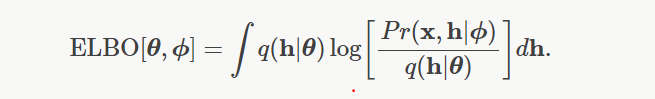 ELBO[θ, ϕ] = ∫ q(h|θ) log [ Pr(x, h|ϕ) / q(h|θ) ] dh.